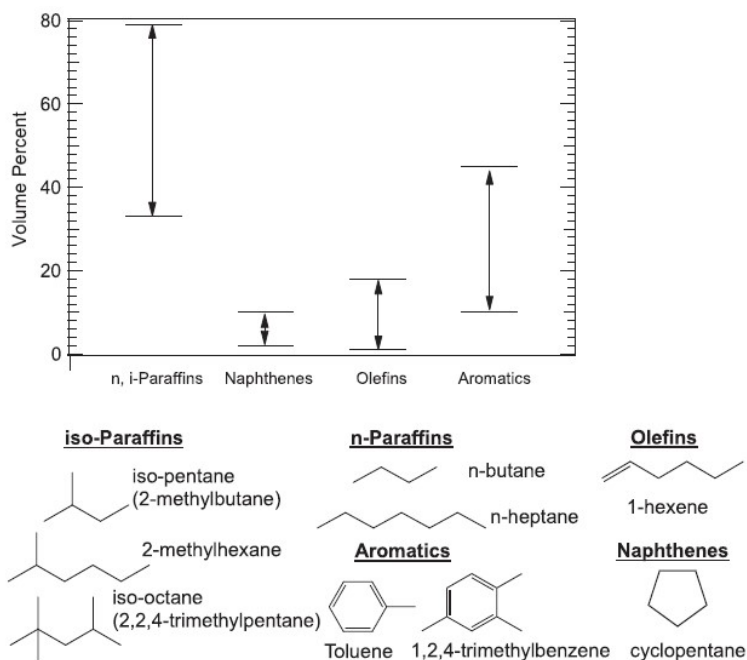 80
60
40
20
0
Volume Percent
n, i-Paraffins Naphthenes Olefins Aromatics
iso-Paraffins
iso-pentane
(2-methylbutane)
2-methylhexane
iso-octane
(2,2,4-trimethylpentane)
n-Paraffins
n-butane
n-heptane
Aromatics
Toluene
1,2,4-trimethylbenzene
Olefins
1-hexene
Naphthenes
cyclopentane